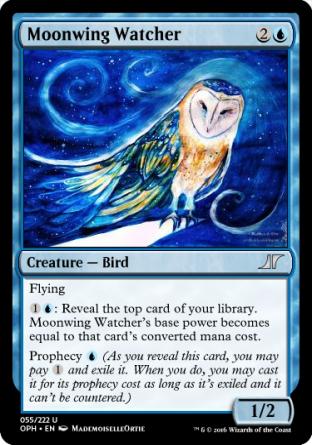 Moonwing Watcher 2
Creature — Bird
Flying
1 : Reveal the top card of your library.
Moonwing Watcher's base power becomes
equal to that card's converted mana cost.
Prophecy (As you reveal this card, you may
pay 1 and exile it. When you do, you may cast
it for its prophecy cost as long as it's exiled and it
can't be countered.)
1/2
055/222 U
OPH • EN MademoiselleOrtie
™ & © 2016 Wizards of the Coast